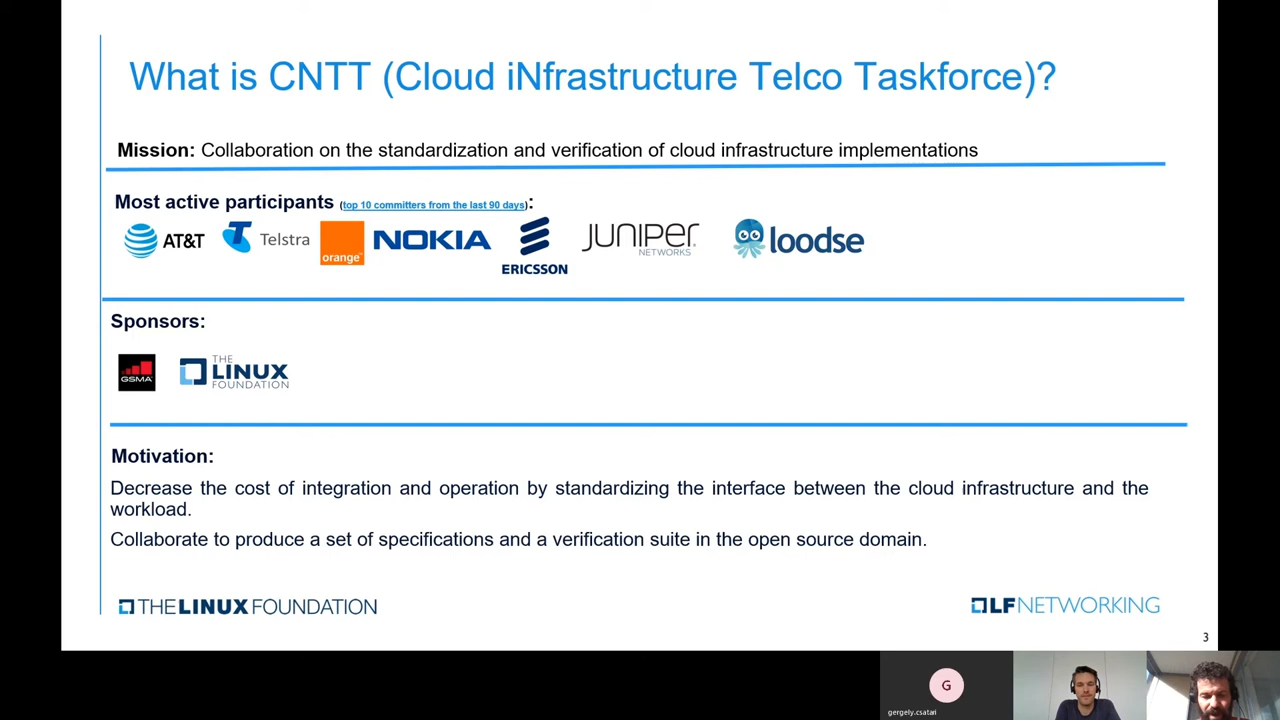 What is CNTT (Cloud iNfrastructure Telco Taskforce)?
Mission: Collaboration on the standardization and verification of cloud infrastructure implementations
Most active participants (top 10 committers from the last 90 days):
AT&T
Telstra
orange™
NOKIA
ERICSSON
JUNIPER
NETWORKS
loodse
Sponsors:
GSMA
THE
LINUX
FOUNDATION
Motivation:
Decrease the cost of integration and operation by standardizing the interface between the cloud infrastructure and the
workload.
Collaborate to produce a set of specifications and a verification suite in the open source domain.
THE LINUX FOUNDATION
LF NETWORKING
3
G
gergely.csatari